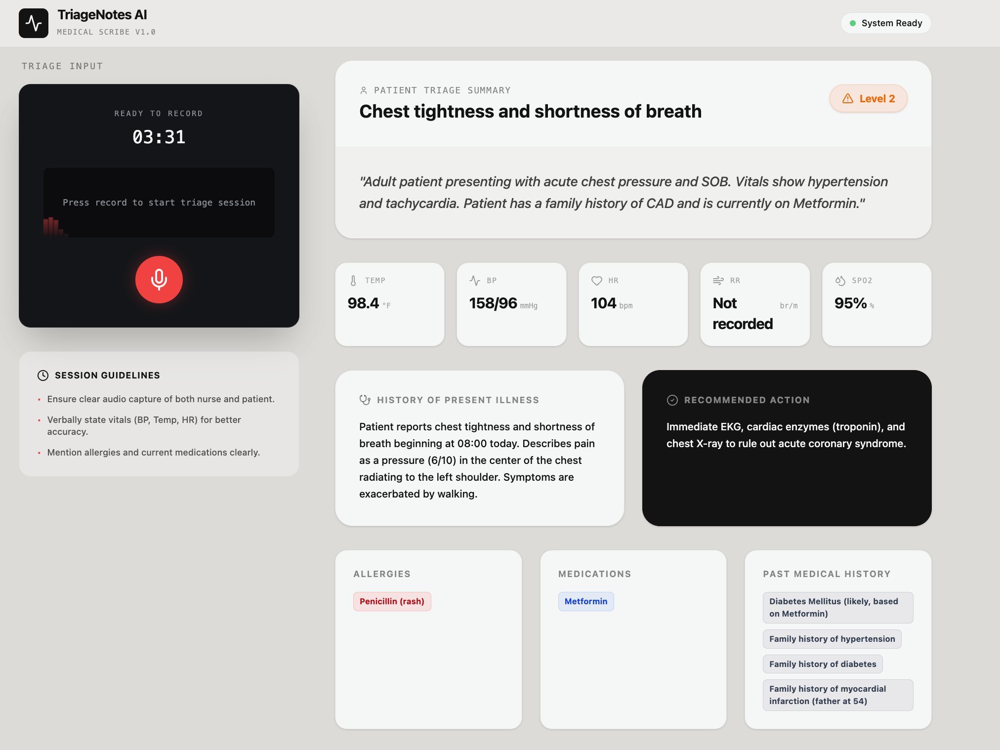 TriageNotes AI
MEDICAL SCRIBE V1.0
System Ready
TRIAGE INPUT
READY TO RECORD
03:31
Press record to start triage session
SESSION GUIDELINES
• Ensure clear audio capture of both nurse and patient.
• Verbally state vitals (BP, Temp, HR) for better
accuracy.
• Mention allergies and current medications clearly.
PATIENT TRIAGE SUMMARY
Chest tightness and shortness of breath
Level 2
"Adult patient presenting with acute chest pressure and SOB. Vitals show hypertension
and tachycardia. Patient has a family history of CAD and is currently on Metformin."
TEMP
98.4 °F
BP
158/96 mmHg
HR
104 bpm
RR
Not br/m
recorded
SPO2
95% %
HISTORY OF PRESENT ILLNESS
Patient reports chest tightness and shortness of
breath beginning at 08:00 today. Describes pain
as a pressure (6/10) in the center of the chest
radiating to the left shoulder. Symptoms are
exacerbated by walking.
RECOMMENDED ACTION
Immediate EKG, cardiac enzymes (troponin), and
chest X-ray to rule out acute coronary syndrome.
ALLERGIES
Penicillin (rash)
MEDICATIONS
Metformin
PAST MEDICAL HISTORY
Diabetes Mellitus (likely, based
on Metformin)
Family history of hypertension
Family history of diabetes
Family history of myocardial
infarction (father at 54)